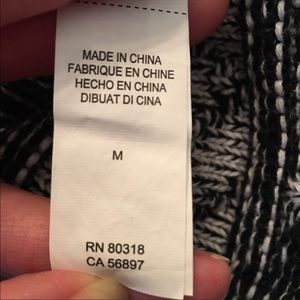 MADE IN CHINA
FABRIQUE EN CHINE
HECHO EN CHINA
DIBUAT DI CINA
M
RN 80318
CA 56897